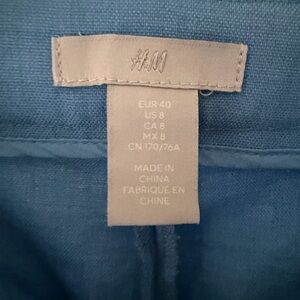 H&M
EUR 40
US 8
CA 8
MX 8
CN 170/76A
MADE IN
CHINA
FABRIQUE EN
CHINE